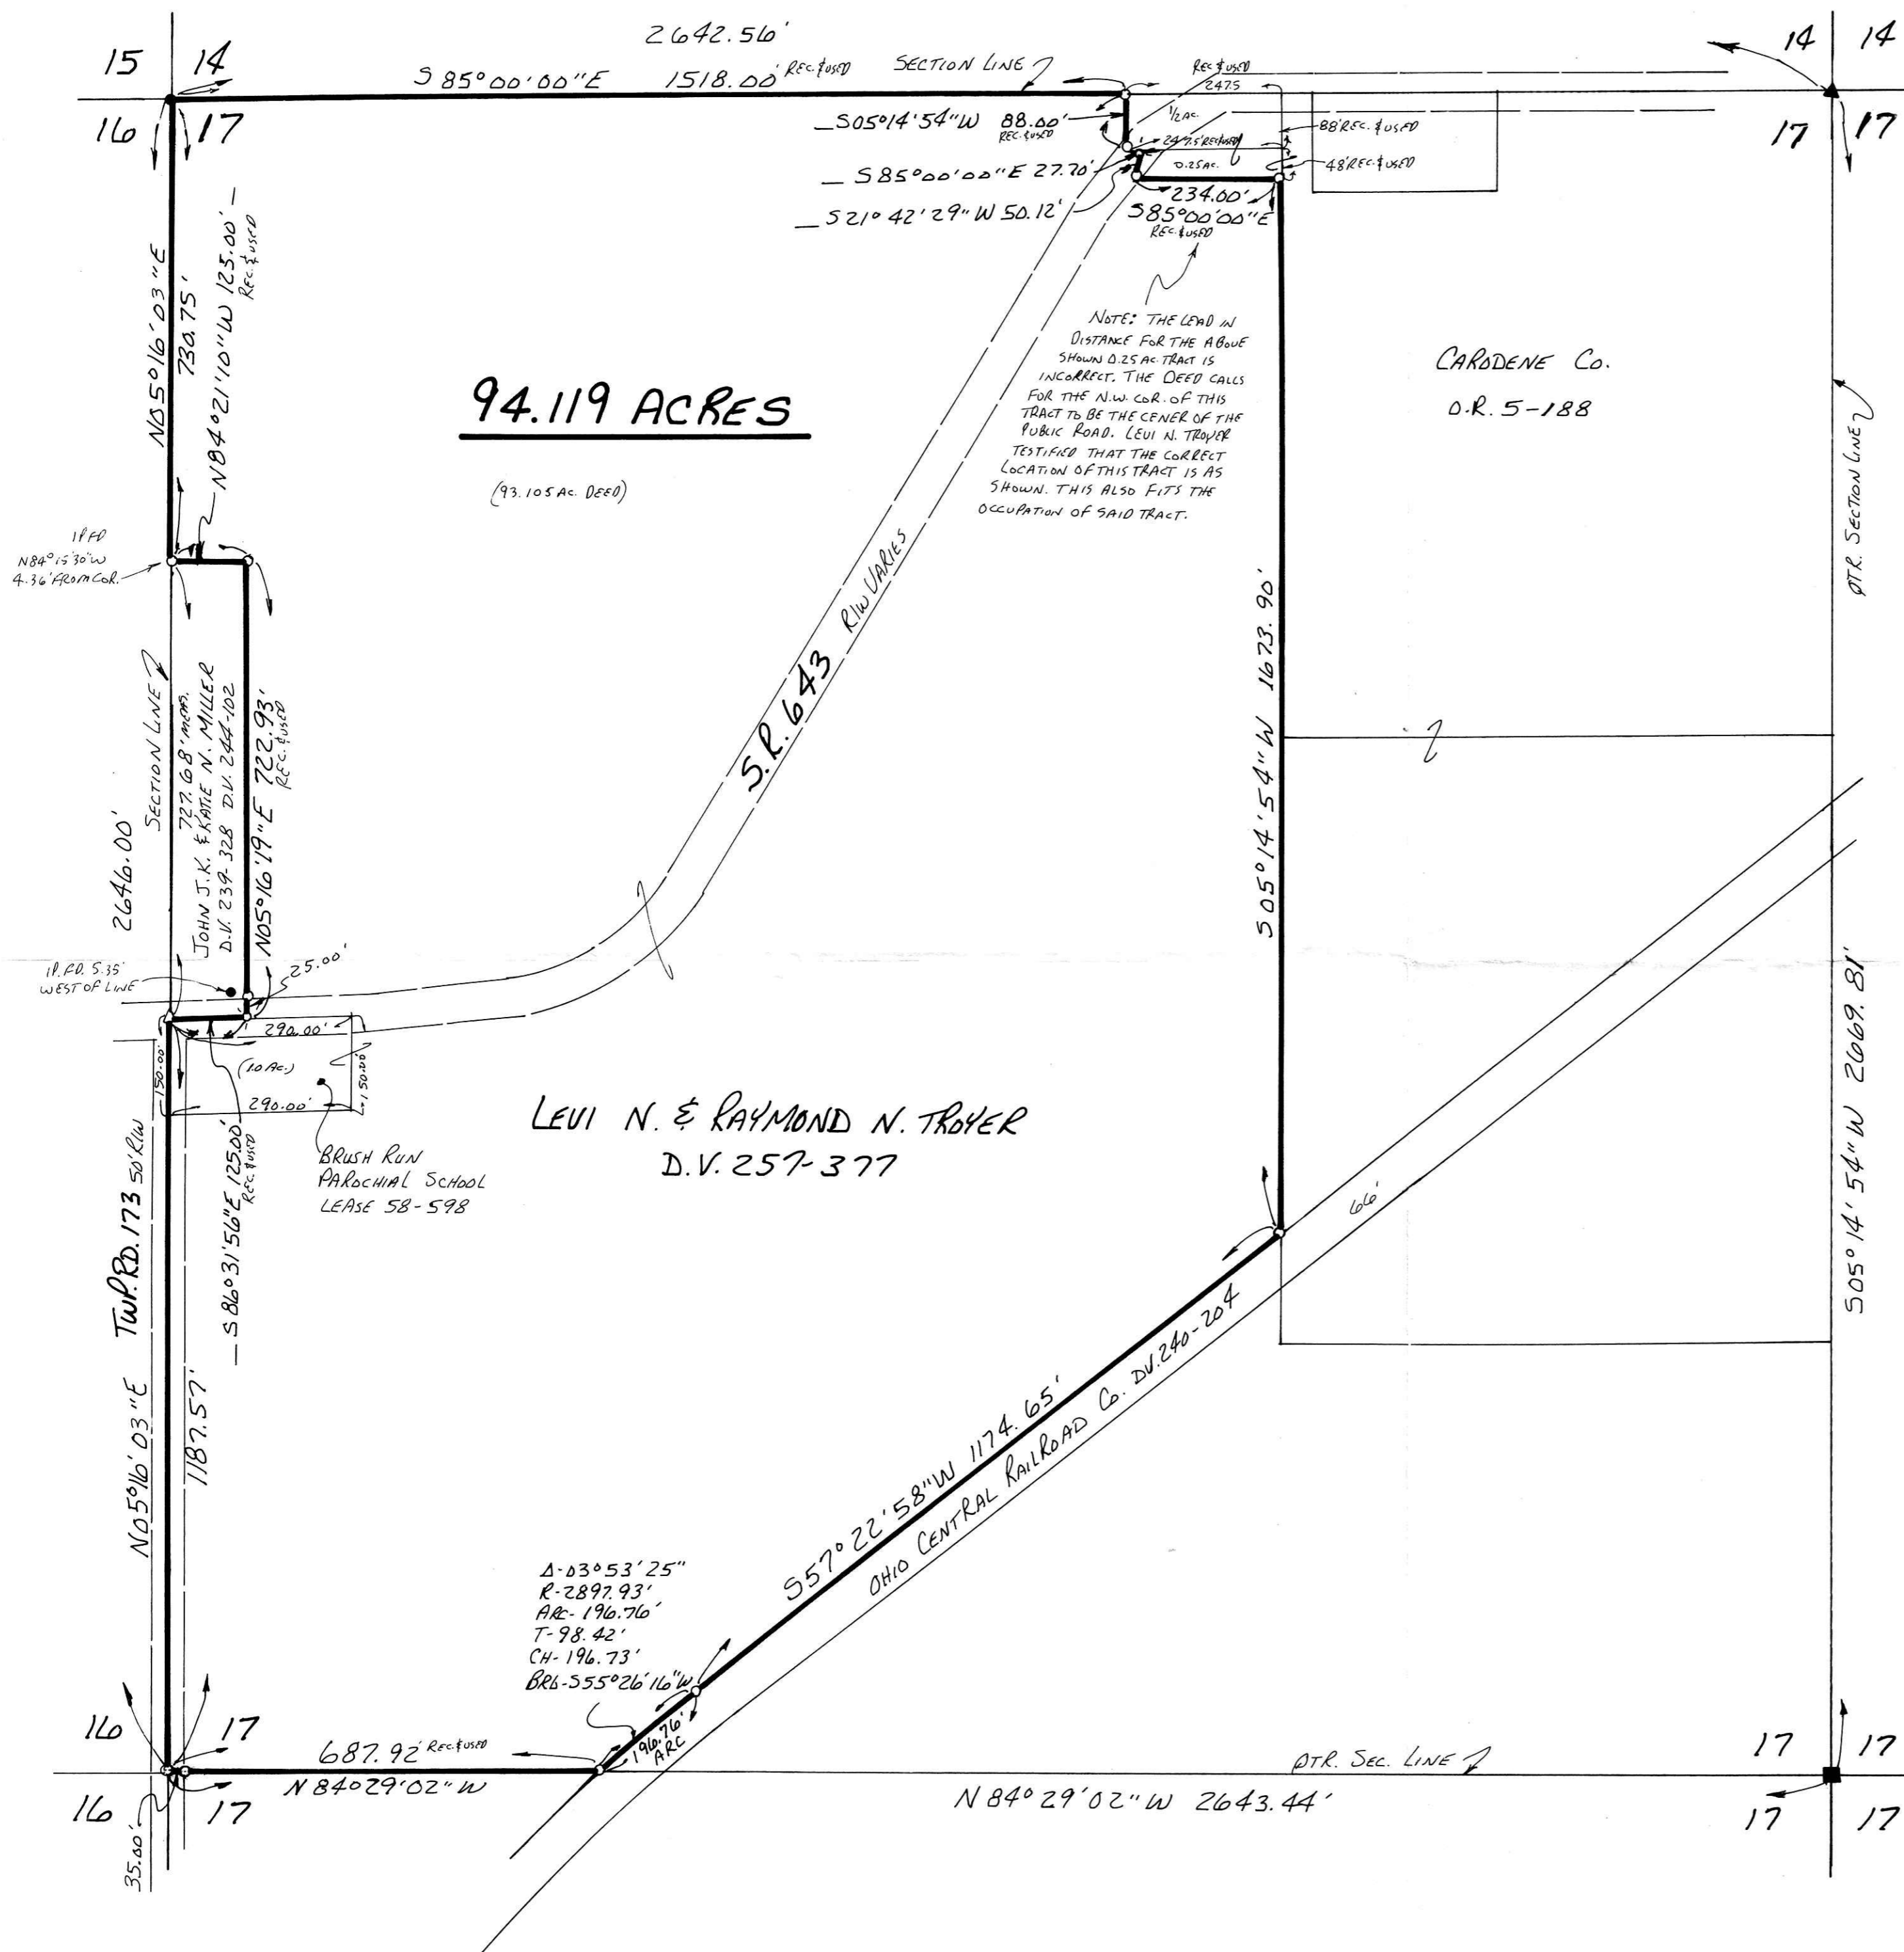 2642.56'
15
14
S 85°00'00"E 1518.00' REC. & USED
SECTION LINE
REC & USED
247.5
14
14
16
17
17
17
S05°14'54"W 88.00'
REC. & USED
1/2 AC.
88' REC. & USED
247.5' REC & USED
0.25 AC.
48' REC. & USED
S85°00'00"E 27.70'
S 21°42'29" W 50.12'
234.00'
S85°00'00"E
REC. & USED
N05°16'03"E
730.75'
N84°21'10"W 125.00'
REC. & USED
NOTE: THE LEAD IN
DISTANCE FOR THE ABOVE
SHOWN 0.25 AC. TRACT IS
INCORRECT. THE DEED CALLS
FOR THE N.W. COR. OF THIS
TRACT TO BE THE CENER OF THE
PUBLIC ROAD. LEVI N. TROYER
TESTIFIED THAT THE CORRECT
LOCATION OF THIS TRACT IS AS
SHOWN. THIS ALSO FITS THE
OCCUPATION OF SAID TRACT.
CARODENE CO.
O.R. 5-188
94.119 ACRES
(93.105 AC. DEED)
QTR. SECTION LINE
IP FD
N84°15'30"W
4.36' FROM COR.
S.R. 643 R/W VARIES
S05°14'54"W 1673.90'
SECTION LINE
2646.00'
727.68' MEAS.
JOHN J.K. & KATIE N. MILLER
D.V. 239-328 D.V. 244-102
N05°16'19"E 722.93'
REC. & USED
I.P. FD. 5.35'
WEST OF LINE
25.00'
290.00'
150.00'
(1.0 AC.)
150.00'
290.00'
S05°14'54"W 2669.81'
LEVI N. & RAYMOND N. TROYER
D.V. 257-377
BRUSH RUN
PAROCHIAL SCHOOL
LEASE 58-598
S 86°31'56"E 125.00'
REC. & USED
TWP. RD. 173 50' R/W
N05°16'03"E
1187.57'
66'
S57°22'58"W 1174.65'
OHIO CENTRAL RAILROAD CO. DV. 240-204
Δ-03°53'25"
R-2897.93'
ARC-196.76'
T-98.42'
CH-196.73'
BRG-S55°26'16"W
196.76'
ARC
16
17
687.92' REC. & USED
N 84°29'02" W
QTR. SEC. LINE
17
17
16
17
N 84°29'02" W 2643.44'
17
17
35.00'